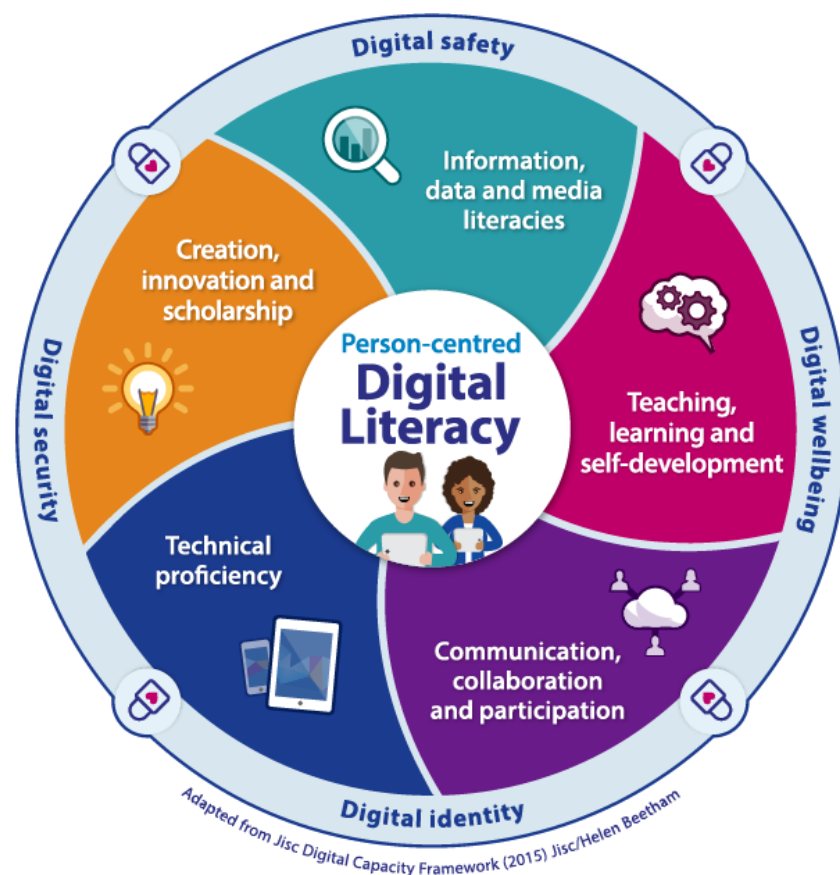 Digital safety
Information,
data and media
literacies
Creation,
innovation and
scholarship
Person-centred
Digital
Literacy
Teaching,
learning and
self-development
Digital security
Digital wellbeing
Technical
proficiency
Communication,
collaboration
and participation
Digital identity
Adapted from Jisc Digital Capacity Framework (2015) Jisc/Helen Beetham